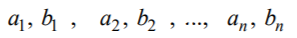 a₁, b₁ , a₂, b₂ , ..., aₙ, bₙ